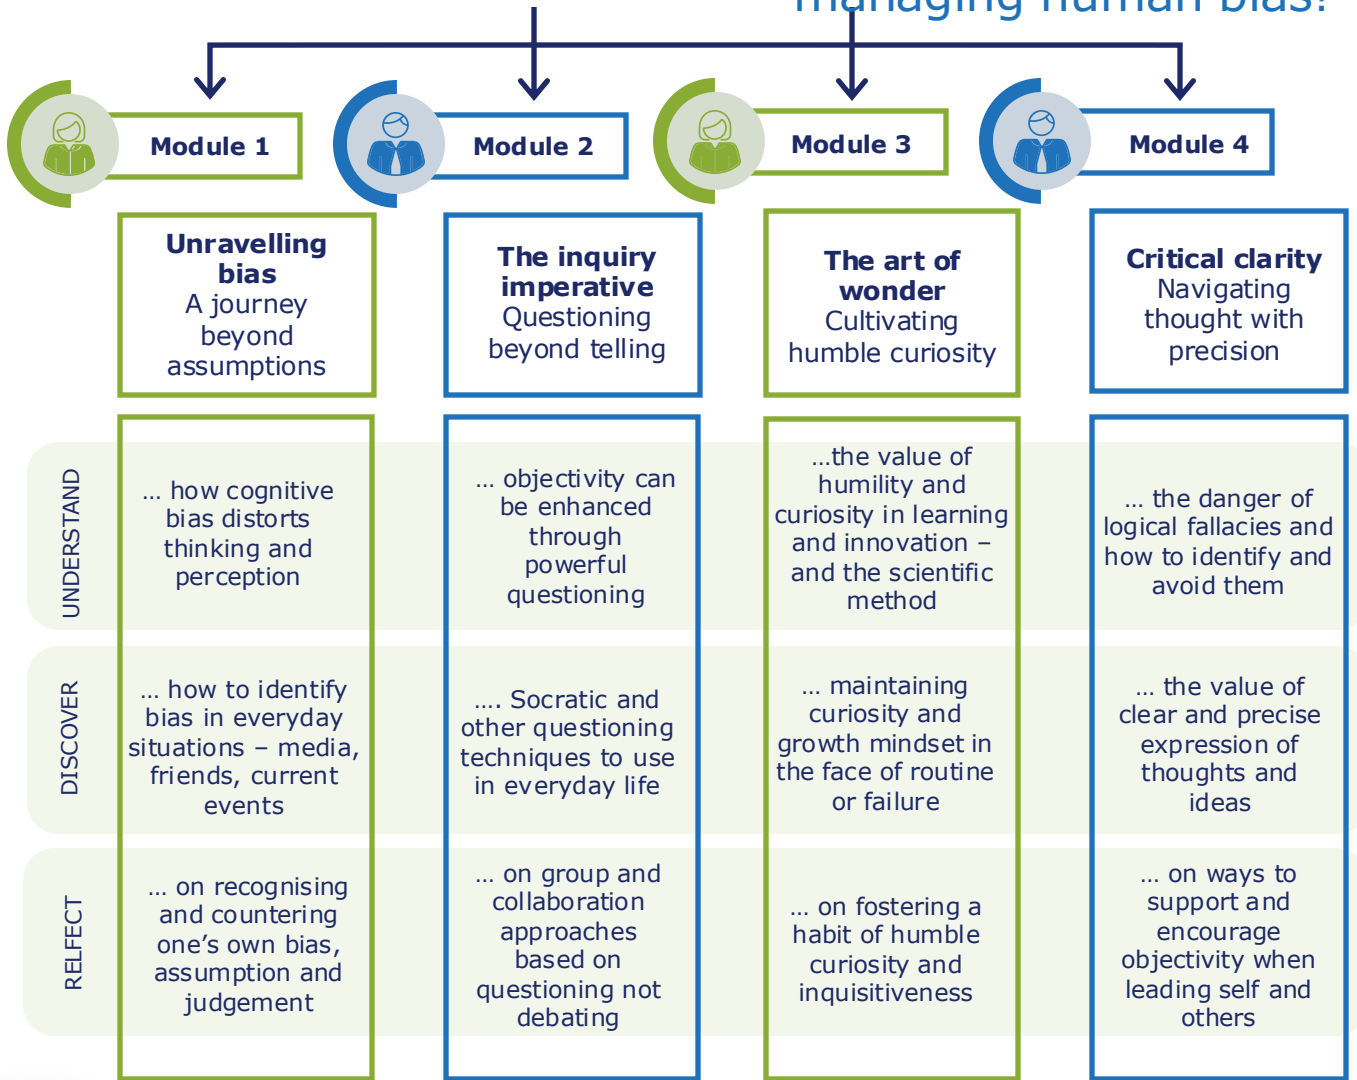 managing human bias?
Module 1
Module 2
Module 3
Module 4
Unravelling
bias
A journey
beyond
assumptions
The inquiry
imperative
Questioning
beyond telling
The art of
wonder
Cultivating
humble curiosity
Critical clarity
Navigating
thought with
precision
UNDERSTAND
... how cognitive
bias distorts
thinking and
perception
... objectivity can
be enhanced
through
powerful
questioning
...the value of
humility and
curiosity in learning
and innovation –
and the scientific
method
... the danger of
logical fallacies and
how to identify and
avoid them
DISCOVER
... how to identify
bias in everyday
situations – media,
friends, current
events
.... Socratic and
other questioning
techniques to use
in everyday life
... maintaining
curiosity and
growth mindset in
the face of routine
or failure
... the value of
clear and precise
expression of
thoughts and
ideas
RELFECT
... on recognising
and countering
one's own bias,
assumption and
judgement
... on group and
collaboration
approaches
based on
questioning not
debating
... on fostering a
habit of humble
curiosity and
inquisitiveness
... on ways to
support and
encourage
objectivity when
leading self and
others